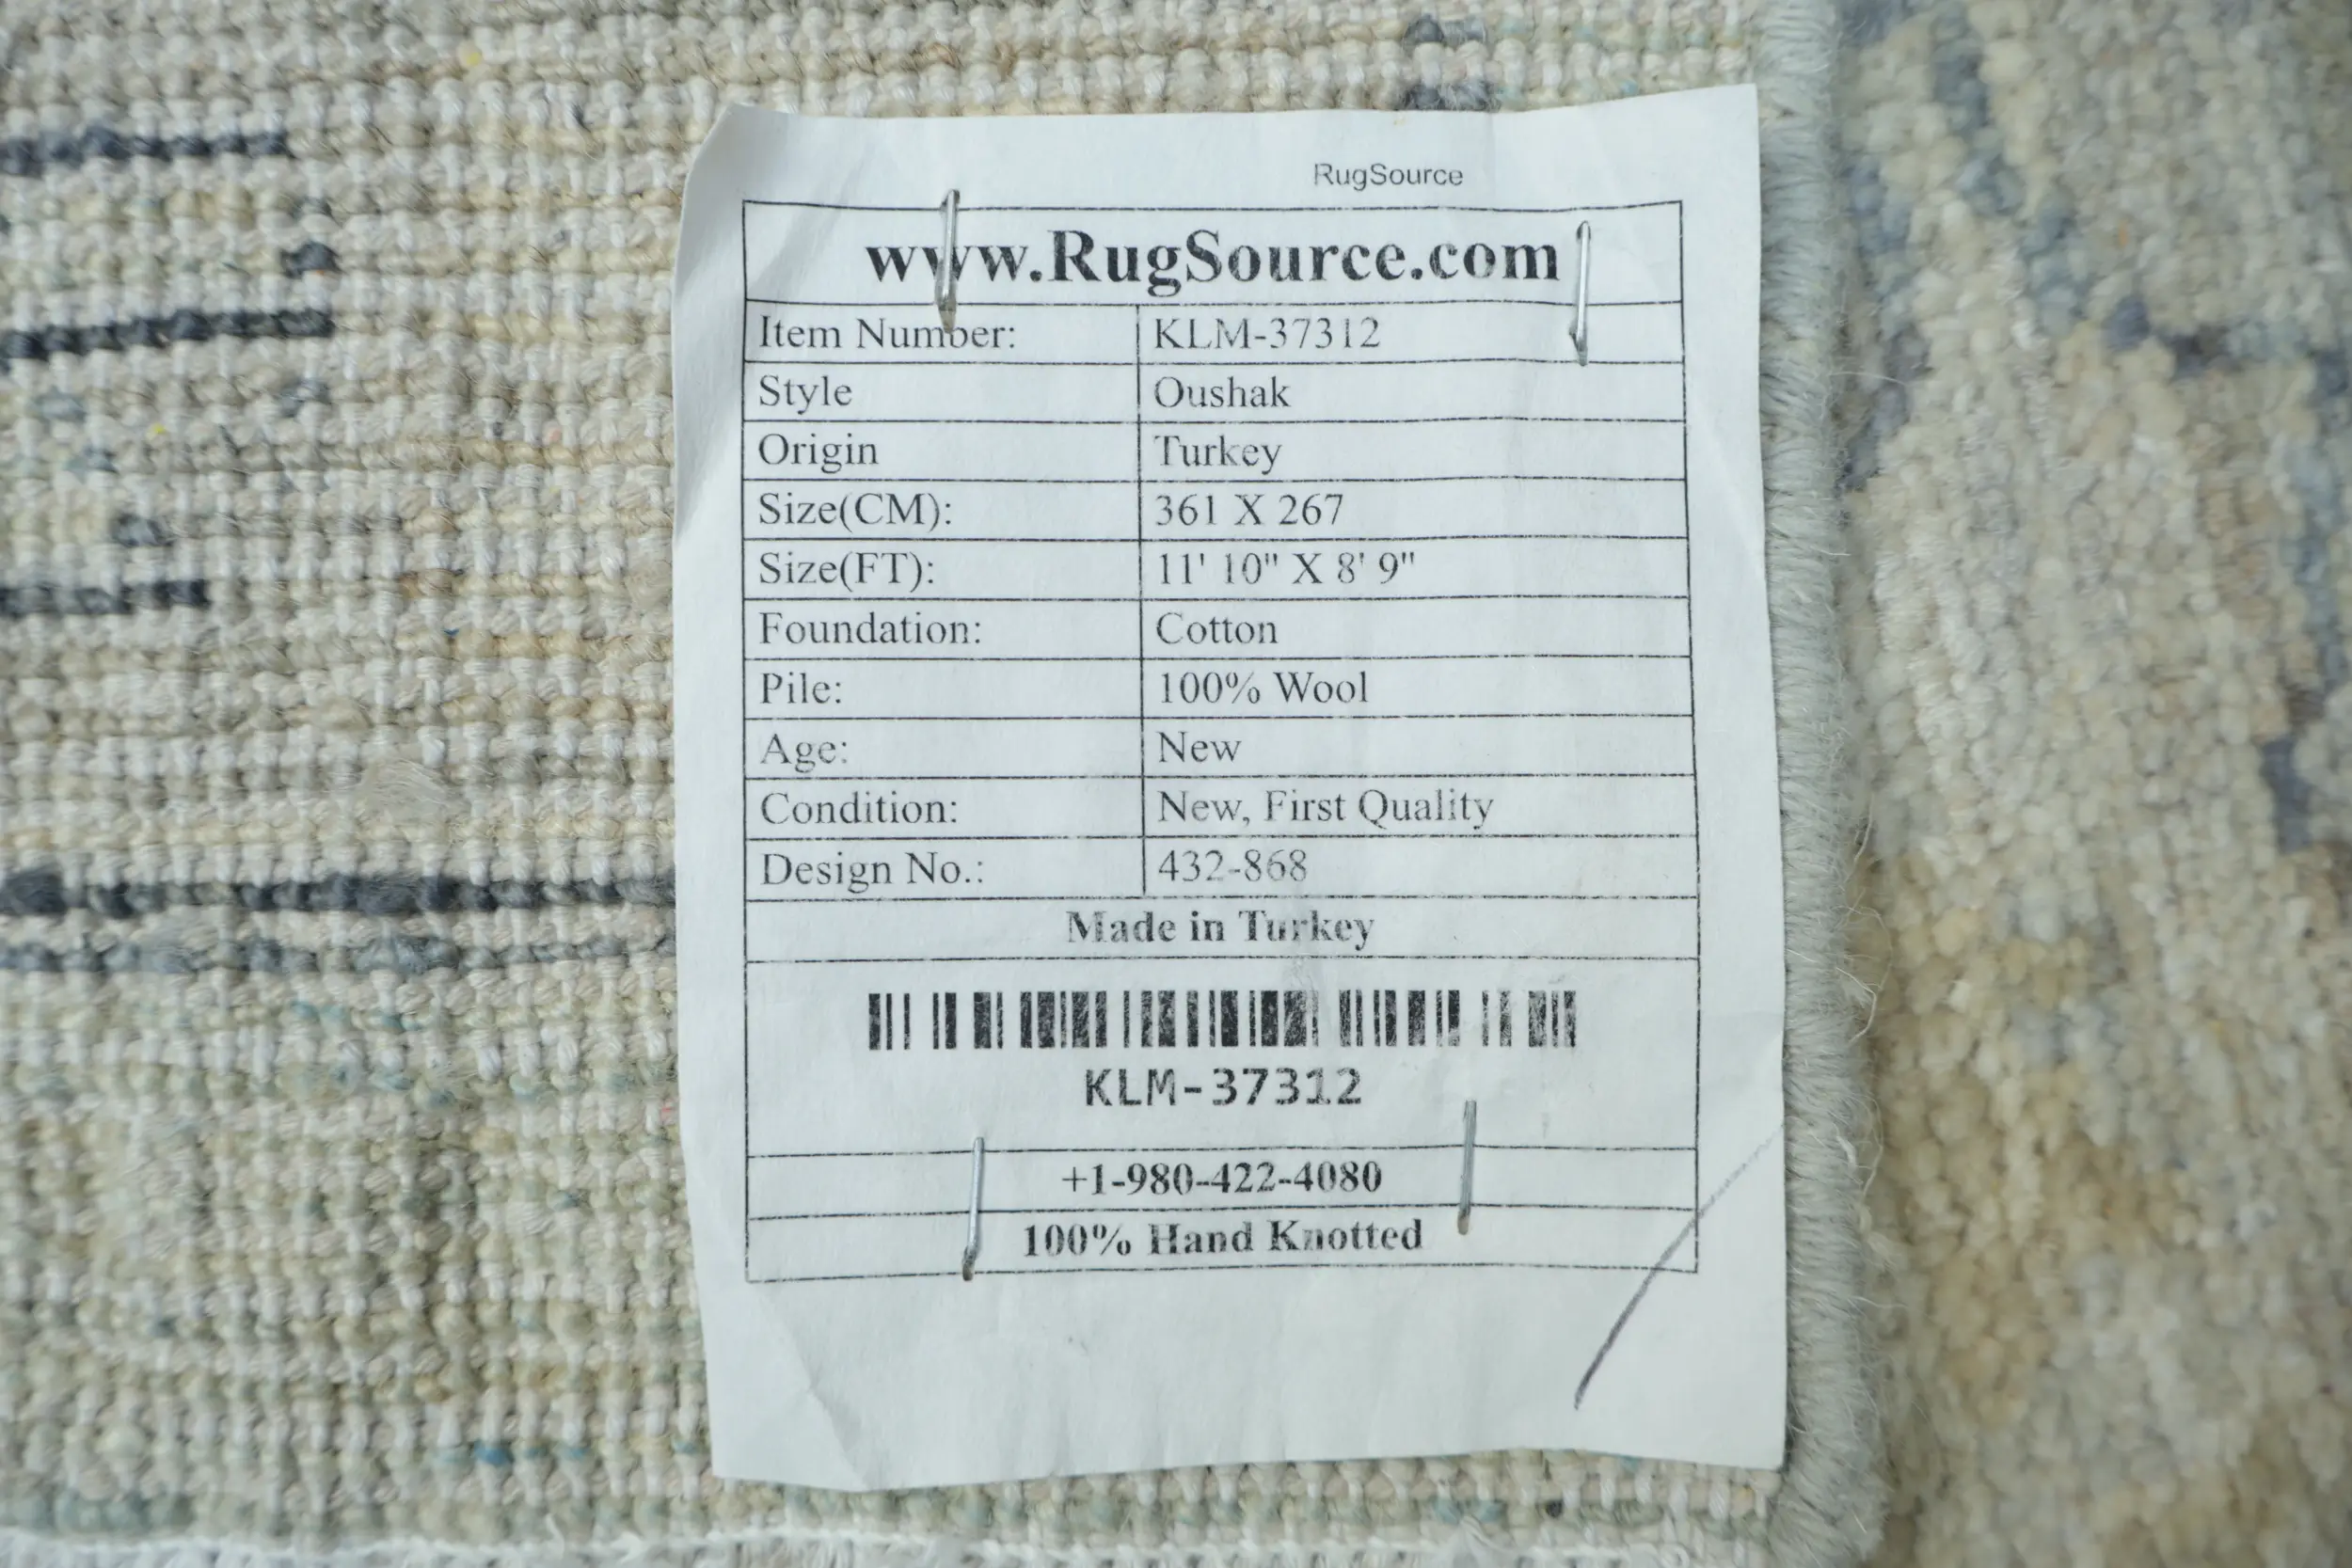 RugSource
www.RugSource.com
Item Number: KLM-37312
Style Oushak
Origin Turkey
Size(CM): 361 X 267
Size(FT): 11' 10" X 8' 9"
Foundation: Cotton
Pile: 100% Wool
Age: New
Condition: New, First Quality
Design No.: 432-868
Made in Turkey
KLM-37312
+1-980-422-4080
100% Hand Knotted